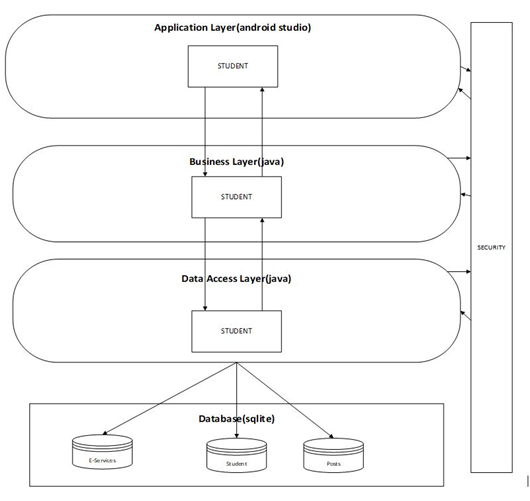 Application Layer(android studio)
STUDENT
Business Layer(java)
STUDENT
SECURITY
Data Access Layer(java)
STUDENT
Database(sqlite)
E-Services
Student
Posts